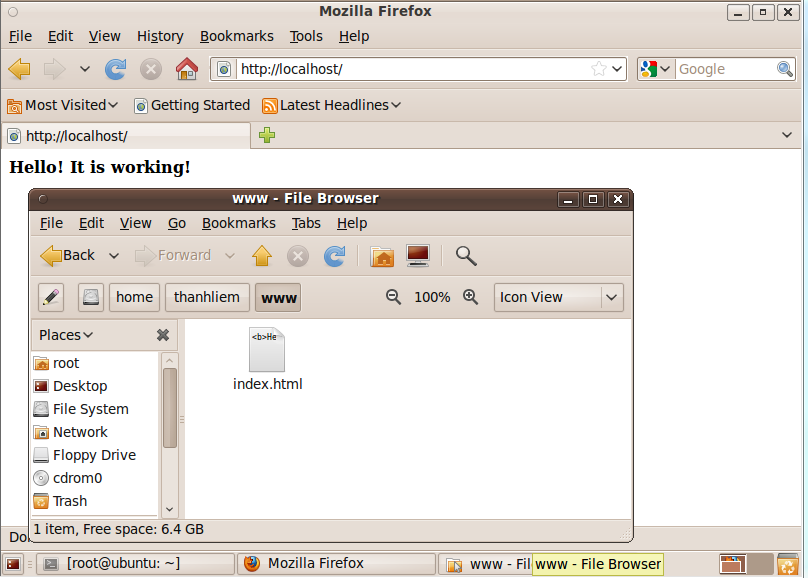 Mozilla Firefox
File Edit View History Bookmarks Tools Help
http://localhost/ Google
Most Visited Getting Started Latest Headlines
http://localhost/
Hello! It is working!
www - File Browser
File Edit View Go Bookmarks Tabs Help
Back Forward
home thanhliem www 100% Icon View
Places
root
Desktop
File System
Network
Floppy Drive
cdrom0
Trash
<b>He
index.html
1 item, Free space: 6.4 GB
[root@ubuntu: ~] Mozilla Firefox www - Fil www - File Browser